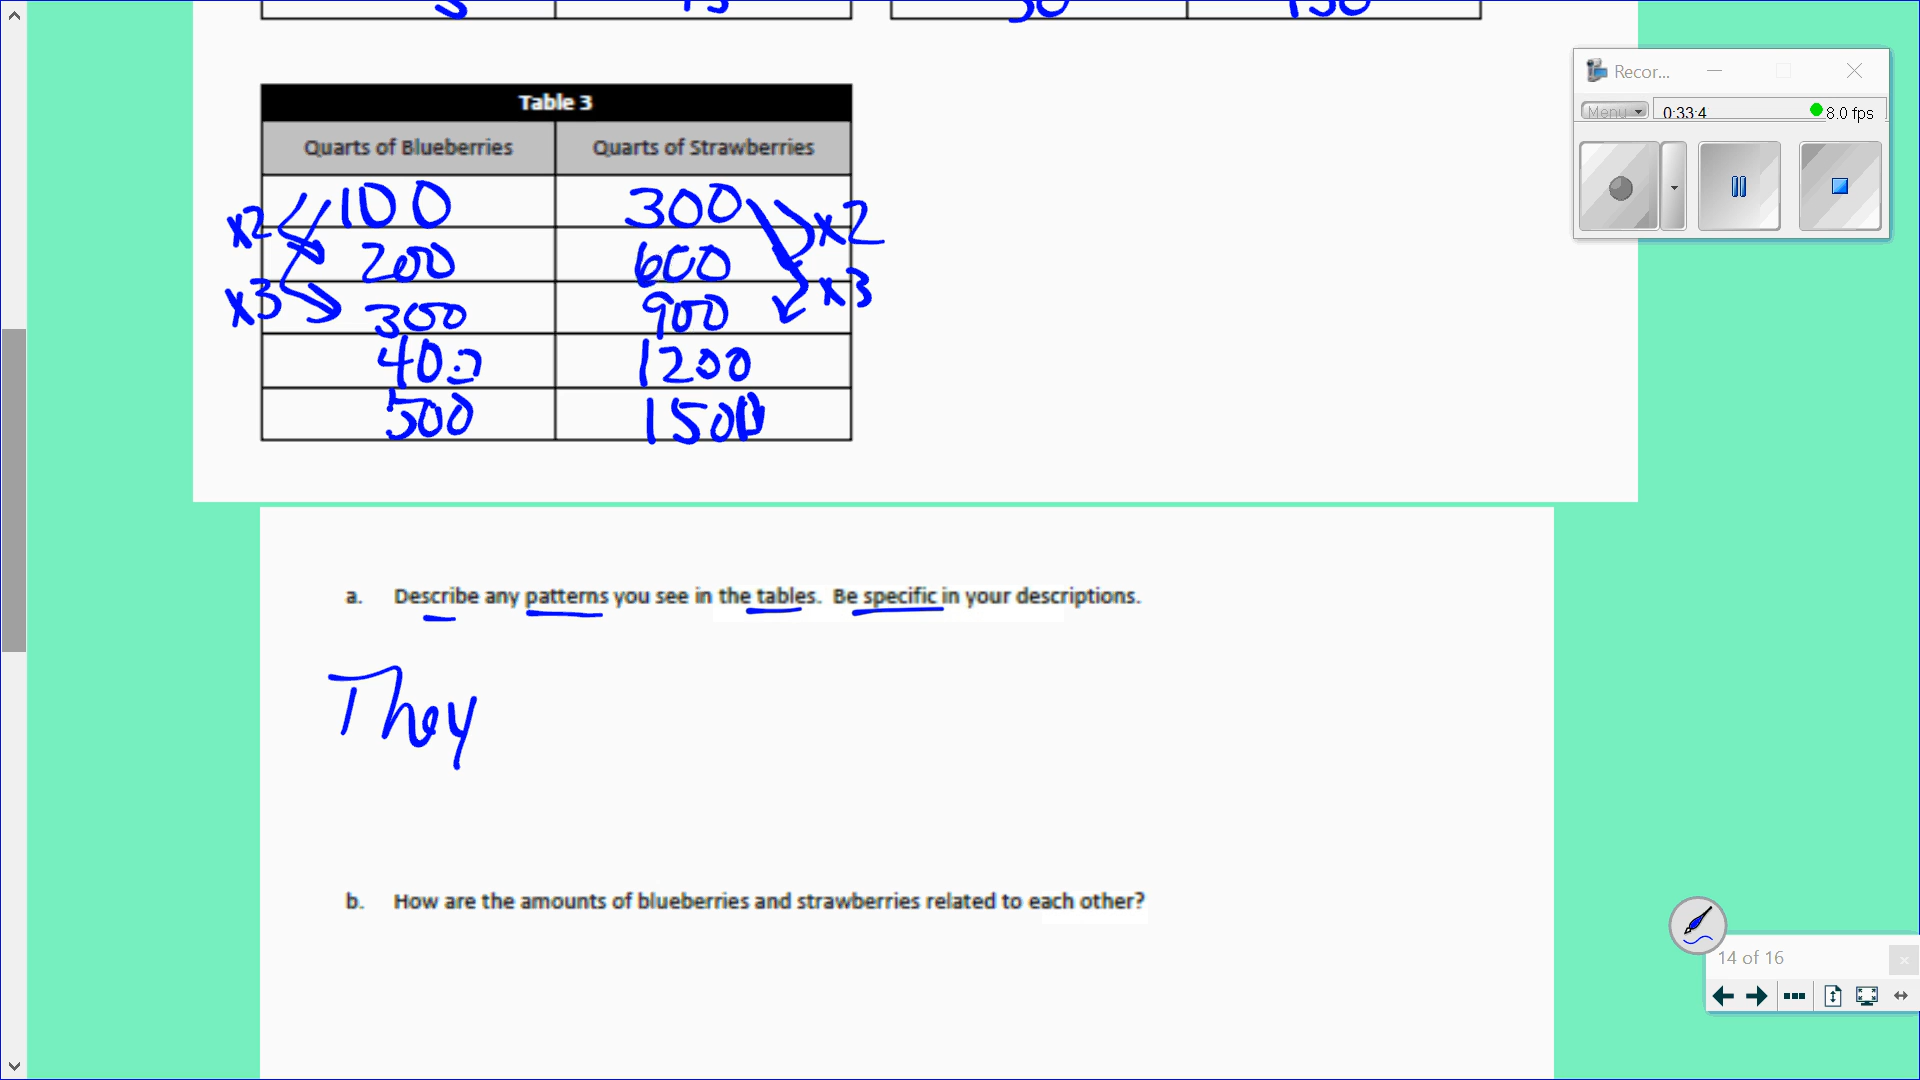 Recor...
Menu 0:33:4 8.0 fps
Table 3
Quarts of Blueberries Quarts of Strawberries
x2 100 300 x2
200 600
x3 300 900 x3
400 1200
500 1500
a. Describe any patterns you see in the tables. Be specific in your descriptions.
They
b. How are the amounts of blueberries and strawberries related to each other?
14 of 16